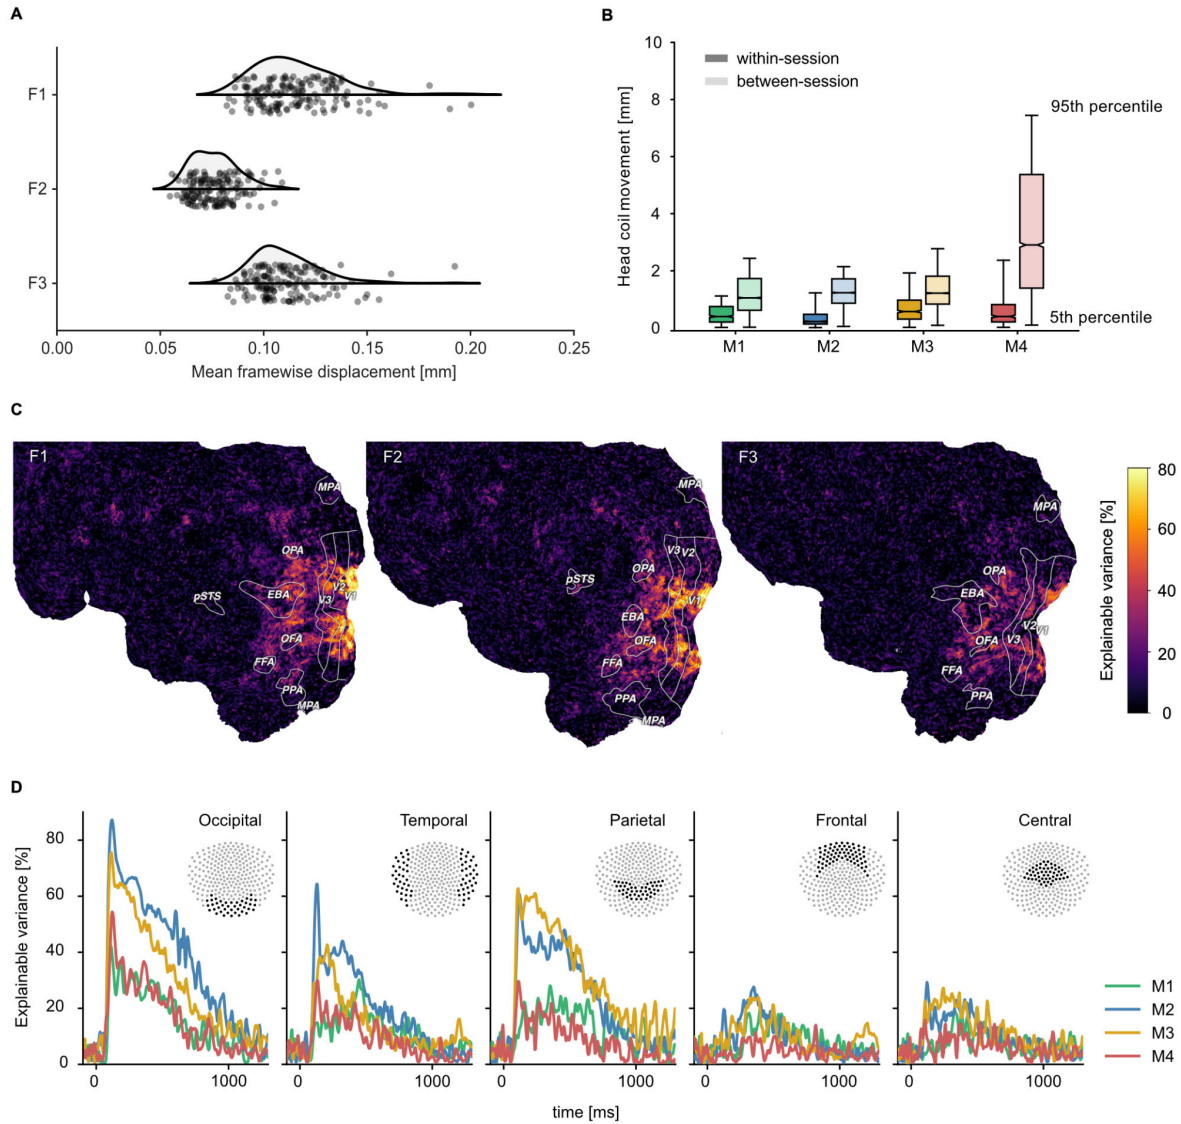 A
F1
F2
F3
0.00
0.05
0.10
0.15
0.20
0.25
Mean framewise displacement [mm]
B
10
8
6
4
2
0
Head coil movement [mm]
within-session
between-session
95th percentile
5th percentile
M1
M2
M3
M4
C
F1
MPA
OPA
pSTS
EBA
V2
V3
V1
OFA
FFA
PPA
MPA
F2
MPA
V3
V2
OPA
pSTS
V1
EBA
OFA
FFA
PPA
MPA
F3
MPA
OPA
EBA
V2
V1
OFA
V3
FFA
PPA
80
60
40
20
0
Explainable variance [%]
D
Explainable variance [%]
80
60
40
20
0
Occipital
Temporal
Parietal
Frontal
Central
0
1000
0
1000
0
1000
0
1000
0
1000
time [ms]
M1
M2
M3
M4